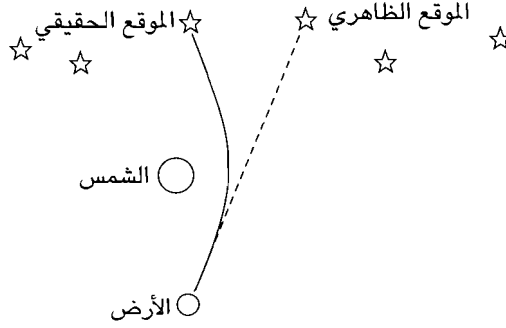 الموقع الظاهري
الموقع الحقيقي
الشمس
الأرض